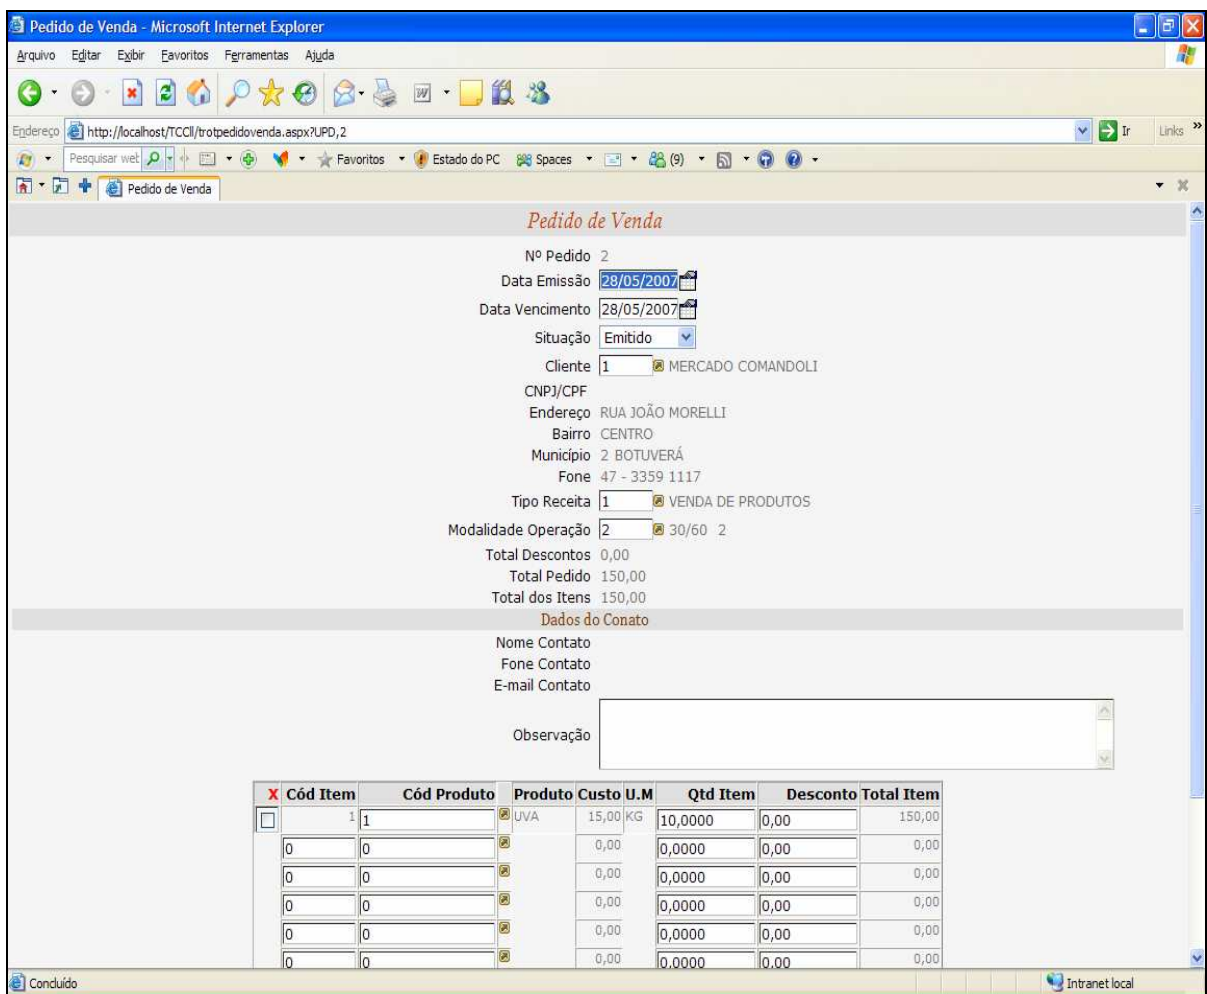 Pedido de Venda - Microsoft Internet Explorer
Arquivo Editar Exibir Favoritos Ferramentas Ajuda
Endereço http://localhost/TCCII/trotpedidovenda.aspx?UPD,2 Ir Links »
Pesquisar web Favoritos Estado do PC Spaces (9)
Pedido de Venda
Pedido de Venda
Nº Pedido 2
Data Emissão 28/05/2007
Data Vencimento 28/05/2007
Situação Emitido
Cliente 1 MERCADO COMANDOLI
CNPJ/CPF
Endereço RUA JOÃO MORELLI
Bairro CENTRO
Município 2 BOTUVERÁ
Fone 47 - 3359 1117
Tipo Receita 1 VENDA DE PRODUTOS
Modalidade Operação 2 30/60 2
Total Descontos 0,00
Total Pedido 150,00
Total dos Itens 150,00
Dados do Conato
Nome Contato
Fone Contato
E-mail Contato
Observação
X Cód Item Cód Produto Produto Custo U.M Qtd Item Desconto Total Item
1 1 UVA 15,00 KG 10,0000 0,00 150,00
0 0 0,00 0,0000 0,00 0,00
0 0 0,00 0,0000 0,00 0,00
0 0 0,00 0,0000 0,00 0,00
0 0 0,00 0,0000 0,00 0,00
0 0 0,00 0,0000 0,00 0,00
Concluído Intranet local